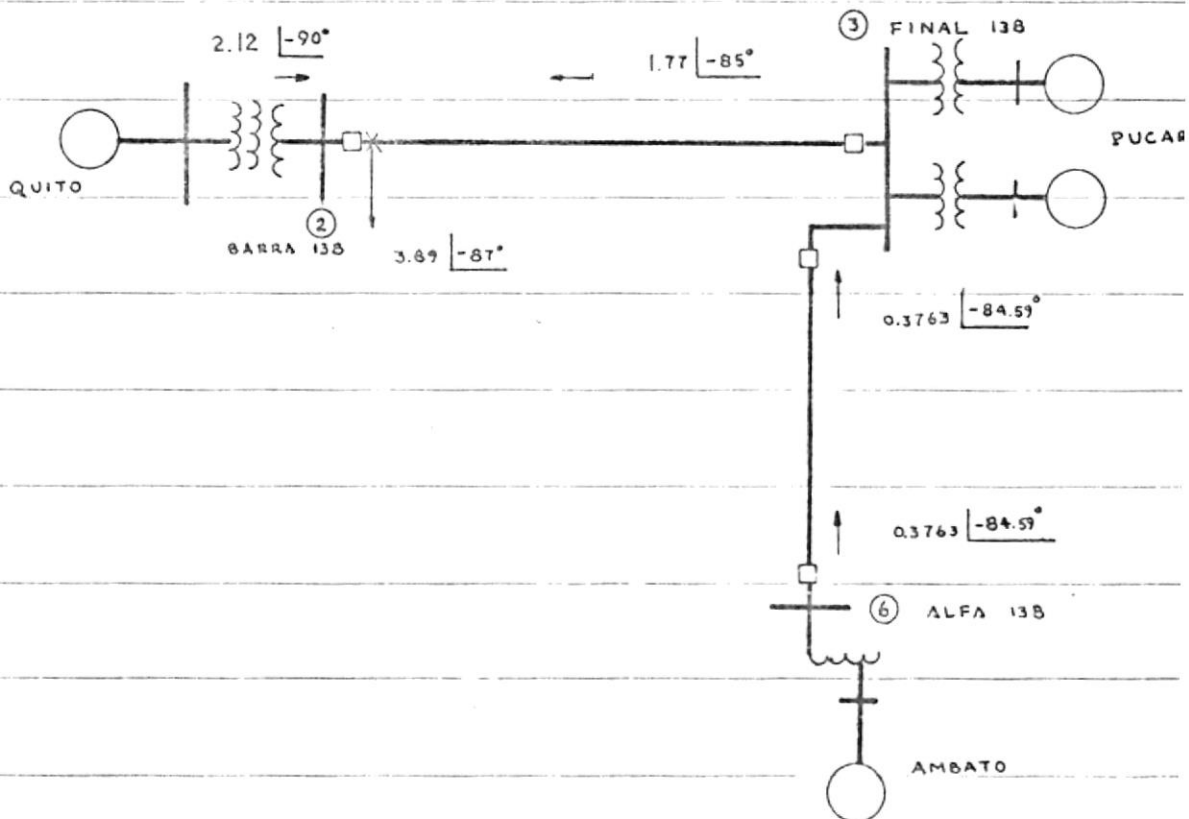 2.12 |-90°
1.77 |-85°
③ FINAL 138
QUITO
PUCAR
②
BARRA 138
3.89 |-87°
0.3763 |-84.59°
0.3763 |-84.59°
⑥ ALFA 138
AMBATO